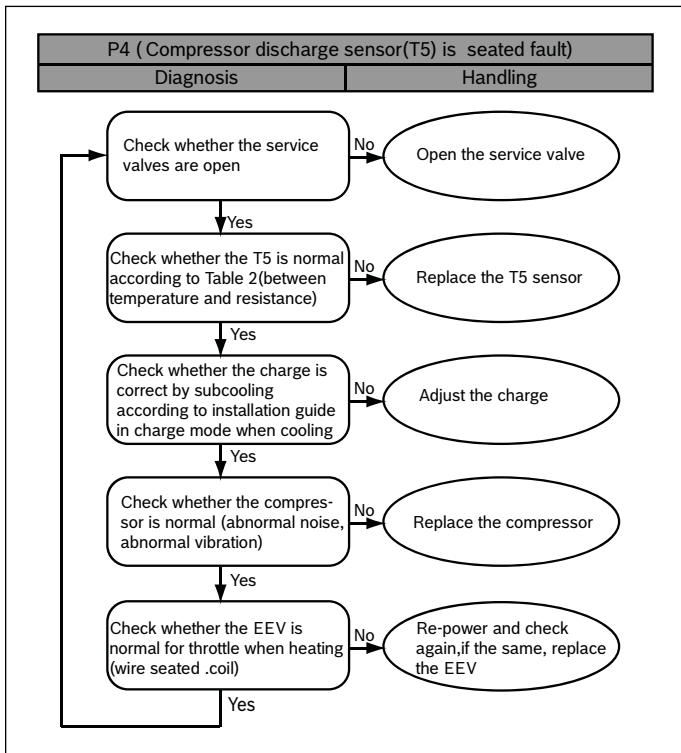 P4 ( Compressor discharge sensor(T5) is seated fault)
Diagnosis
Handling
Check whether the service
valves are open
No
Open the service valve
Yes
Check whether the T5 is normal
according to Table 2(between
temperature and resistance)
No
Replace the T5 sensor
Yes
Check whether the charge is
correct by subcooling
according to installation guide
in charge mode when cooling
No
Adjust the charge
Yes
Check whether the compres-
sor is normal (abnormal noise,
abnormal vibration)
No
Replace the compressor
Yes
Check whether the EEV is
normal for throttle when heating
(wire seated .coil)
No
Re-power and check
again,if the same, replace
the EEV
Yes